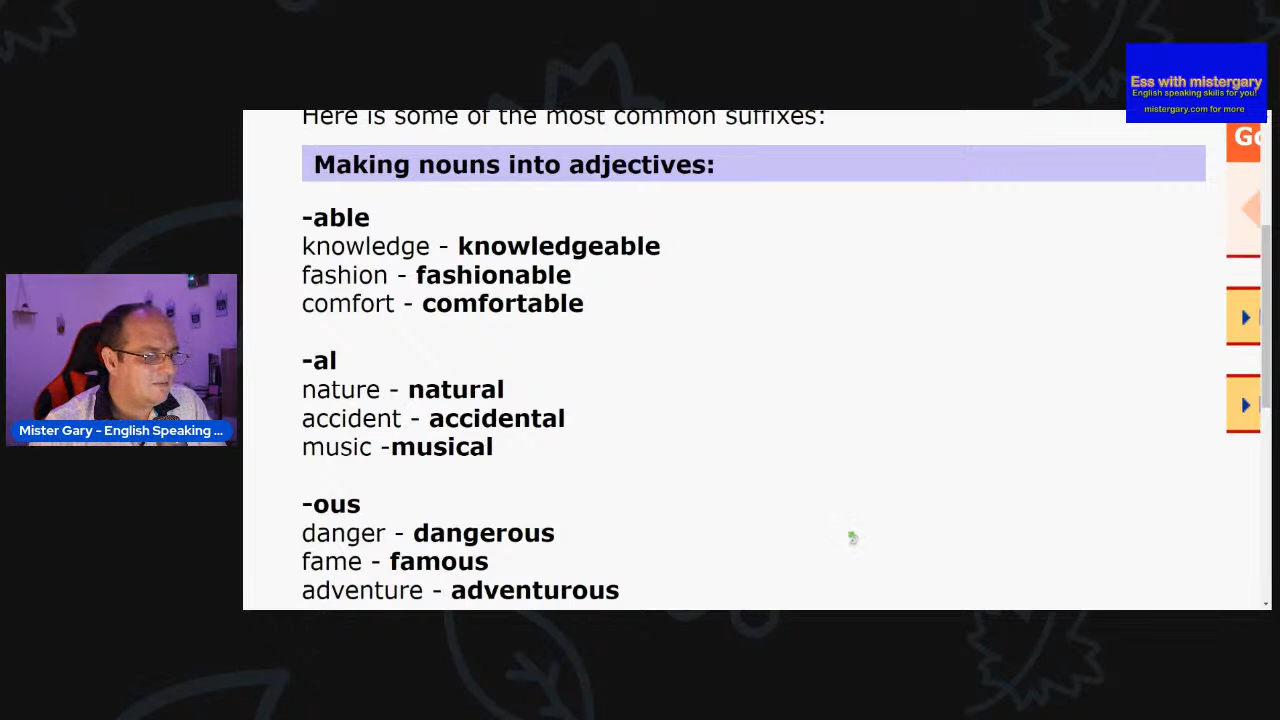 Ess with mistergary
English speaking skills for you!
mistergary.com for more
Here is some of the most common suffixes:
Making nouns into adjectives:
-able
knowledge - knowledgeable
fashion - fashionable
comfort - comfortable
-al
nature - natural
accident - accidental
music -musical
-ous
danger - dangerous
fame - famous
adventure - adventurous
Mister Gary - English Speaking ...